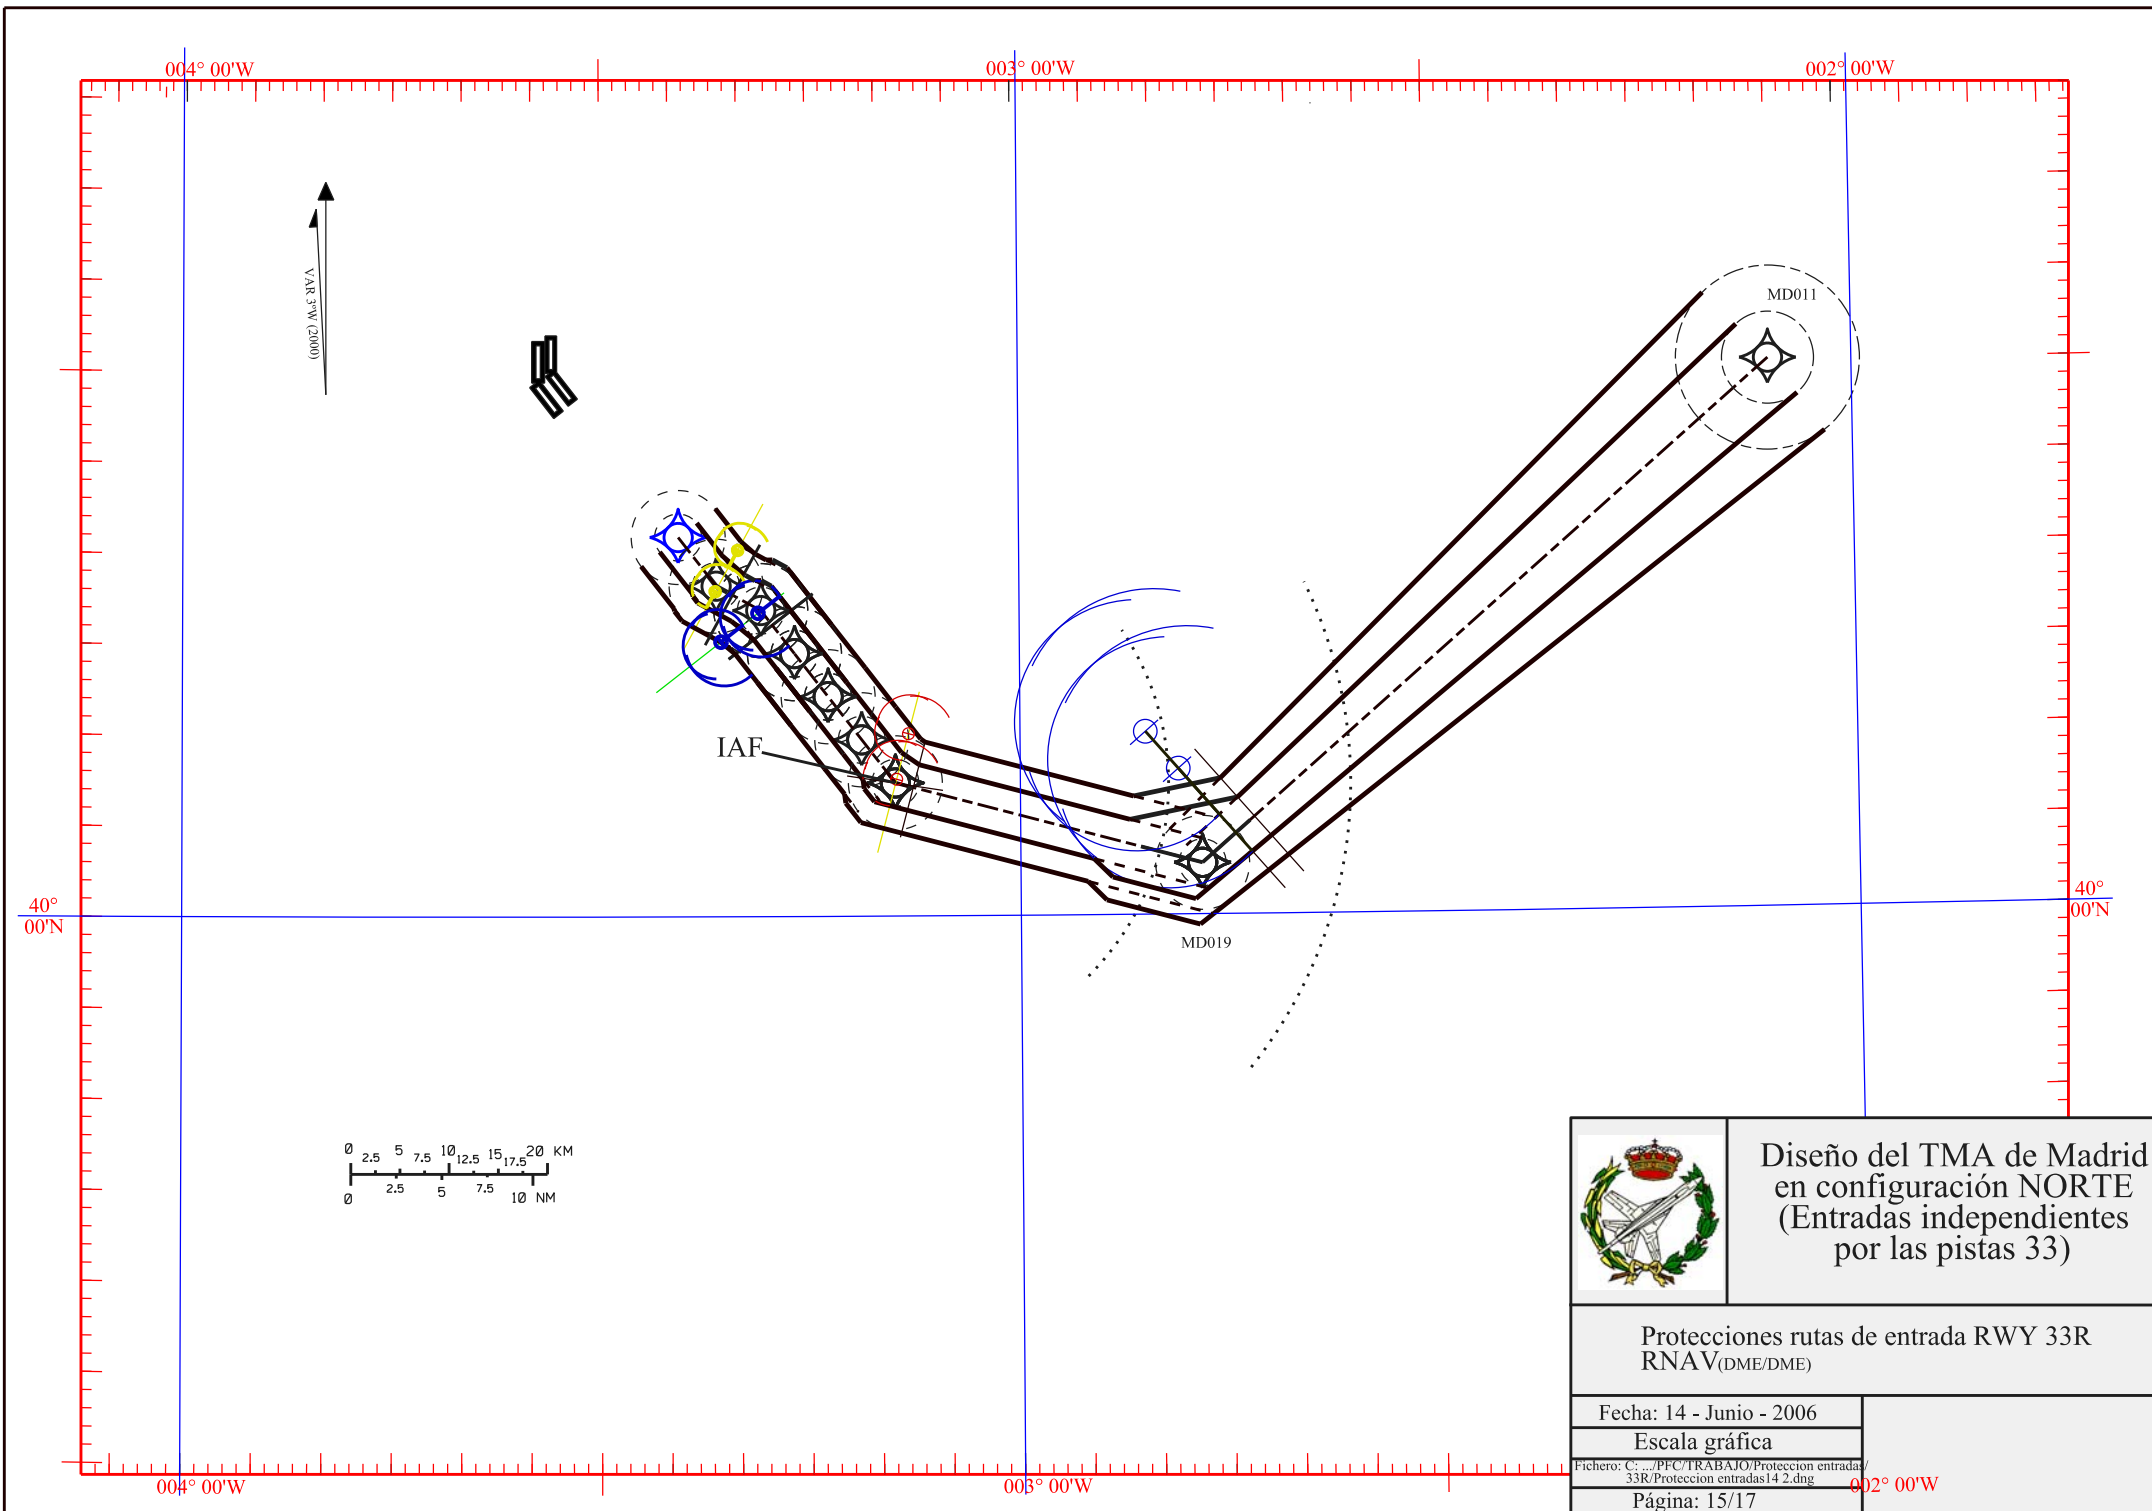 004° 00'W
003° 00'W
002° 00'W
VAR 3°W (2000)
MD011
IAF
40°
00'N
40°
00'N
MD019
0 2.5 5 7.5 10 12.5 15 17.5 20 KM
0 2.5 5 7.5 10 NM
Diseño del TMA de Madrid
en configuración NORTE
(Entradas independientes
por las pistas 33)
Protecciones rutas de entrada RWY 33R
RNAV(DME/DME)
Fecha: 14 - Junio - 2006
Escala gráfica
Fichero: C: .../PFC/TRABAJO/Proteccion entradas/
33R/Proteccion entradas14 2.dng
Página: 15/17
004° 00'W
003° 00'W
002° 00'W